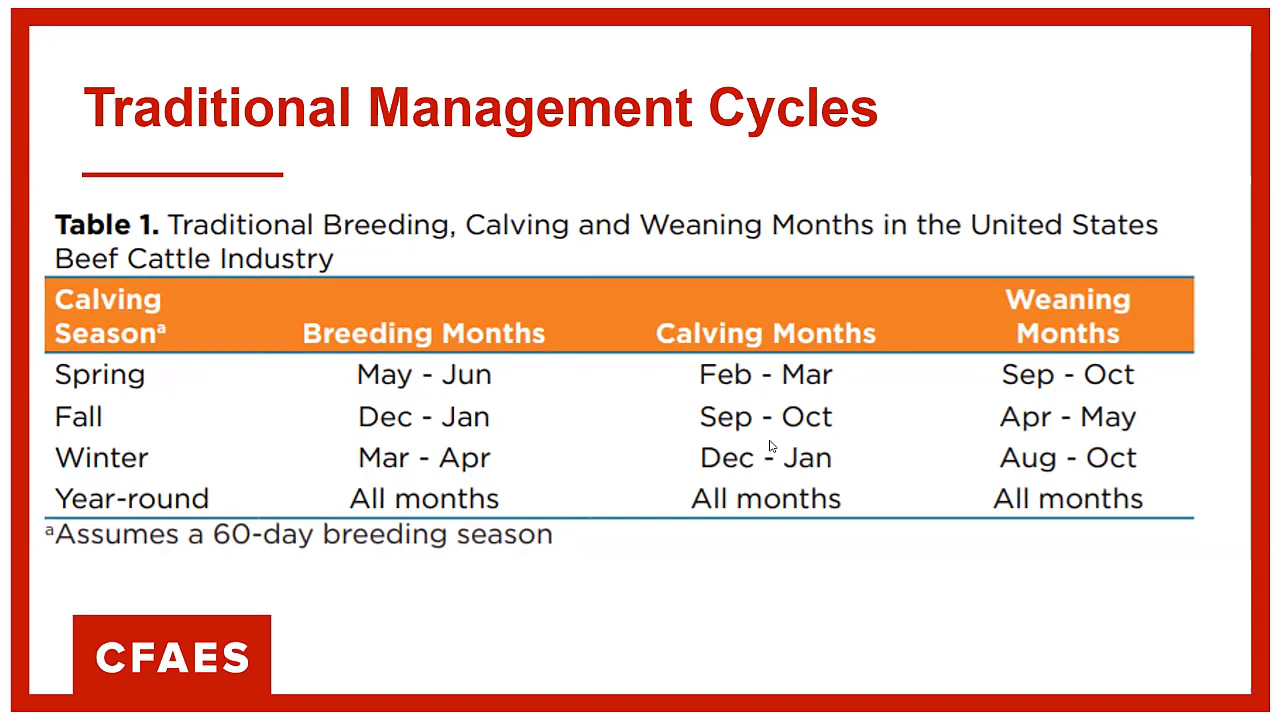 Traditional Management Cycles
Table 1. Traditional Breeding, Calving and Weaning Months in the United States
Beef Cattle Industry
Calving Seasonᵃ Breeding Months Calving Months Weaning Months
Spring May - Jun Feb - Mar Sep - Oct
Fall Dec - Jan Sep - Oct Apr - May
Winter Mar - Apr Dec - Jan Aug - Oct
Year-round All months All months All months
ᵃAssumes a 60-day breeding season
CFAES